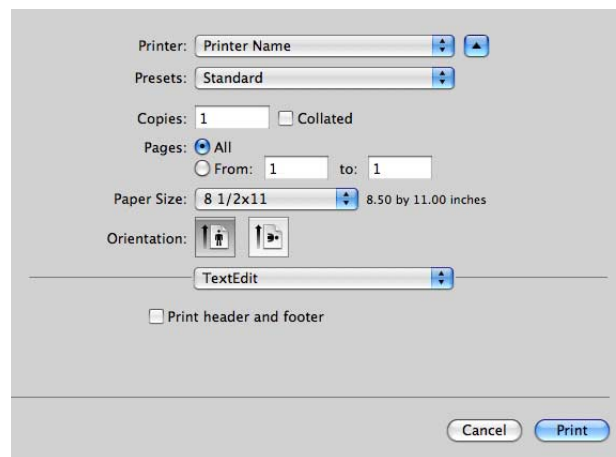 Printer: Printer Name
Presets: Standard
Copies: 1 Collated
Pages: All
From: 1 to: 1
Paper Size: 8 1/2x11 8.50 by 11.00 inches
Orientation:
TextEdit
Print header and footer
Cancel Print